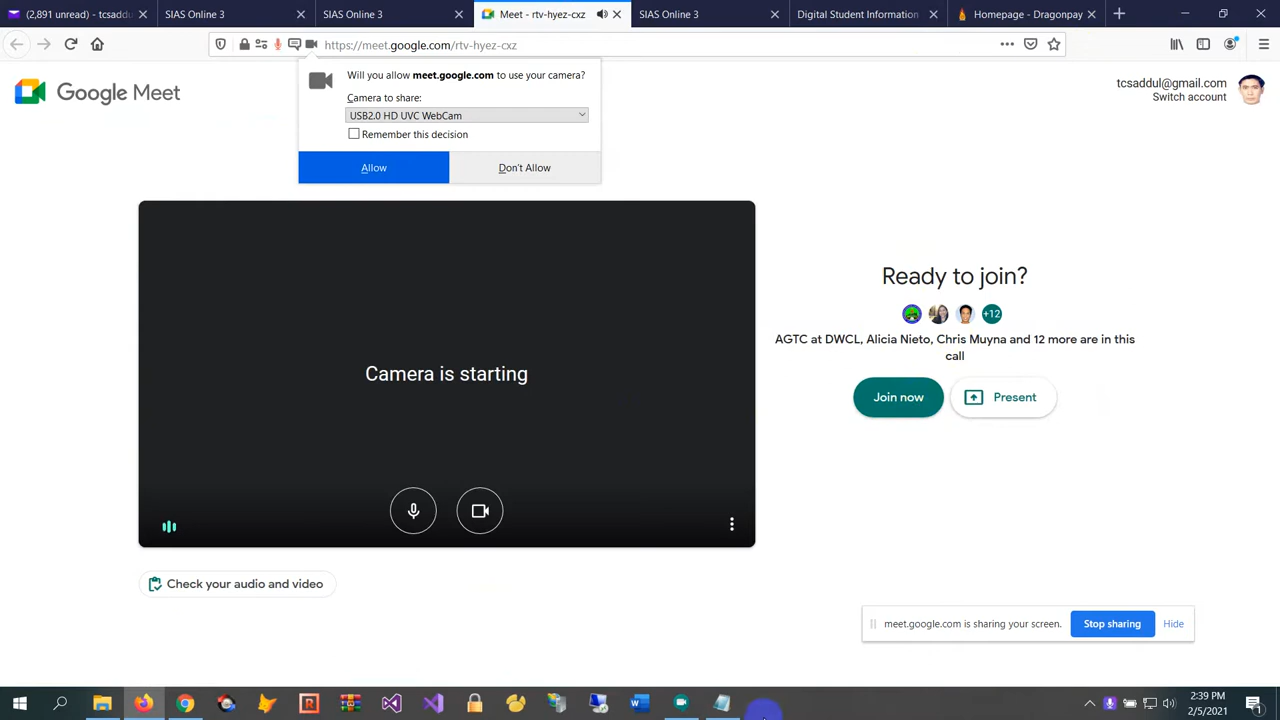 (2,891 unread) - tcsaddul
SIAS Online 3
SIAS Online 3
Meet - rtv-hyez-cxz
SIAS Online 3
Digital Student Information
Homepage - Dragonpay
https://meet.google.com/rtv-hyez-cxz
Will you allow meet.google.com to use your camera?
Camera to share:
USB2.0 HD UVC WebCam
Remember this decision
Allow
Don't Allow
Google Meet
tcsaddul@gmail.com
Switch account
Camera is starting
Ready to join?
+12
AGTC at DWCL, Alicia Nieto, Chris Muyna and 12 more are in this
call
Join now
Present
Check your audio and video
meet.google.com is sharing your screen.
Stop sharing
Hide
2:39 PM
2/5/2021